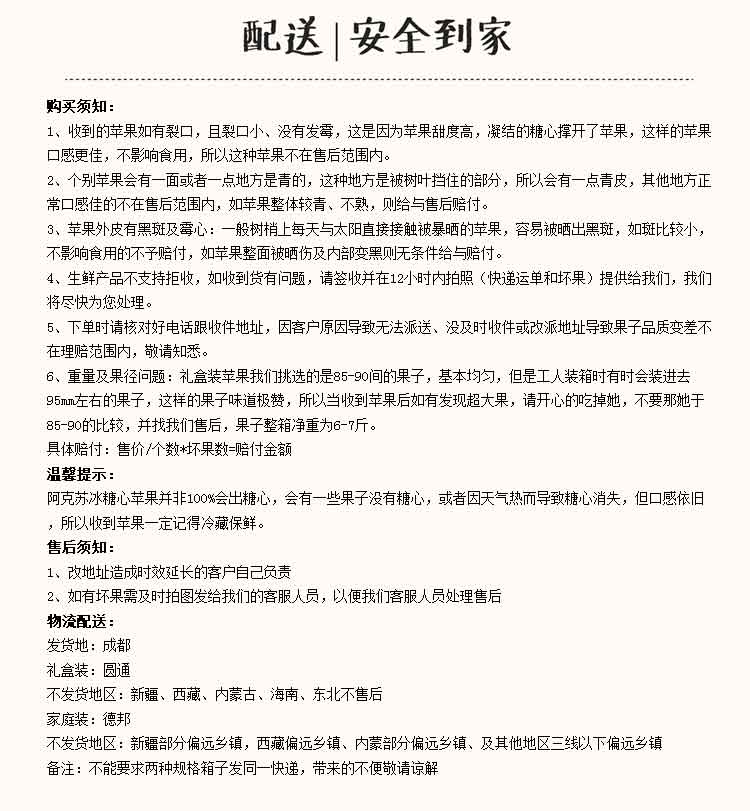 配送|安全到家
购买须知：
1、收到的苹果如有裂口，且裂口小、没有发霉，这是因为苹果甜度高，凝结的糖心撑开了苹果，这样的苹果
口感更佳，不影响食用，所以这种苹果不在售后范围内。
2、个别苹果会有一面或者一点地方是青的，这种地方是被树叶挡住的部分，所以会有一点青皮，其他地方正
常口感佳的不在售后范围内，如苹果整体较青、不熟，则给与售后赔付。
3、苹果外皮有黑斑及霉心：一般树梢上每天与太阳直接接触被暴晒的苹果，容易被晒出黑斑，如斑比较小，
不影响食用的不予赔付，如苹果整面被晒伤及内部变黑则无条件给与赔付。
4、生鲜产品不支持拒收，如收到货有问题，请签收并在12小时内拍照（快递运单和坏果）提供给我们，我们
将尽快为您处理。
5、下单时请核对好电话跟收件地址，因客户原因导致无法派送、没及时收件或改派地址导致果子品质变差不
在理赔范围内，敬请知悉。
6、重量及果径问题：礼盒装苹果我们挑选的是85-90间的果子，基本均匀，但是工人装箱时有时会装进去
95mm左右的果子，这样的果子味道极赞，所以当收到苹果后如有发现超大果，请开心的吃掉她，不要那她于
85-90的比较，并找我们售后，果子整箱净重为6-7斤。
具体赔付：售价/个数*坏果数=赔付金额
温馨提示：
阿克苏冰糖心苹果并非100%会出糖心，会有一些果子没有糖心，或者因天气热而导致糖心消失，但口感依旧
，所以收到苹果一定记得冷藏保鲜。
售后须知：
1、改地址造成时效延长的客户自己负责
2、如有坏果需及时拍图发给我们的客服人员，以便我们客服人员处理售后
物流配送：
发货地：成都
礼盒装：圆通
不发货地区：新疆、西藏、内蒙古、海南、东北不售后
家庭装：德邦
不发货地区：新疆部分偏远乡镇，西藏偏远乡镇、内蒙部分偏远乡镇、及其他地区三线以下偏远乡镇
备注：不能要求两种规格箱子发同一快递，带来的不便敬请谅解